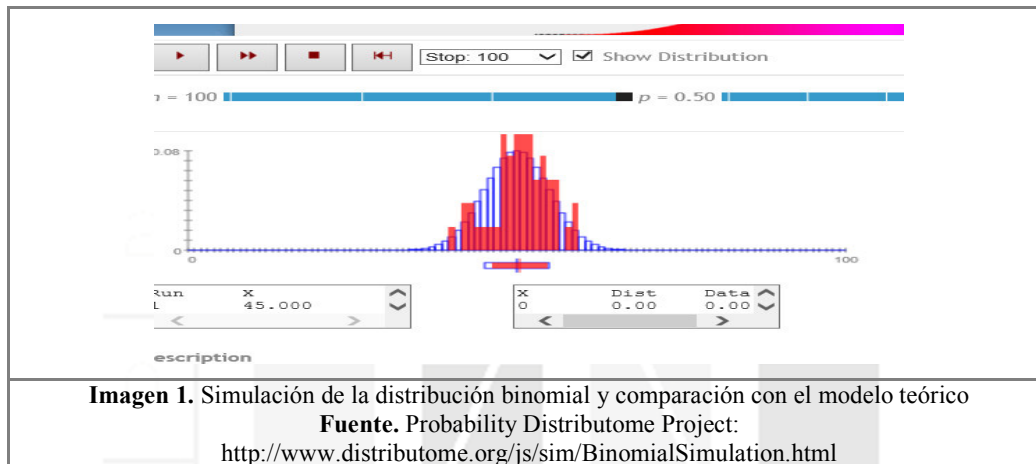 Stop: 100 Show Distribution
= 100 p = 0.50
0.08
0
0 100
Run X
1 45.000
X Dist Data
0 0.00 0.00
escription
Imagen 1. Simulación de la distribución binomial y comparación con el modelo teórico
Fuente. Probability Distributome Project:
http://www.distributome.org/js/sim/BinomialSimulation.html